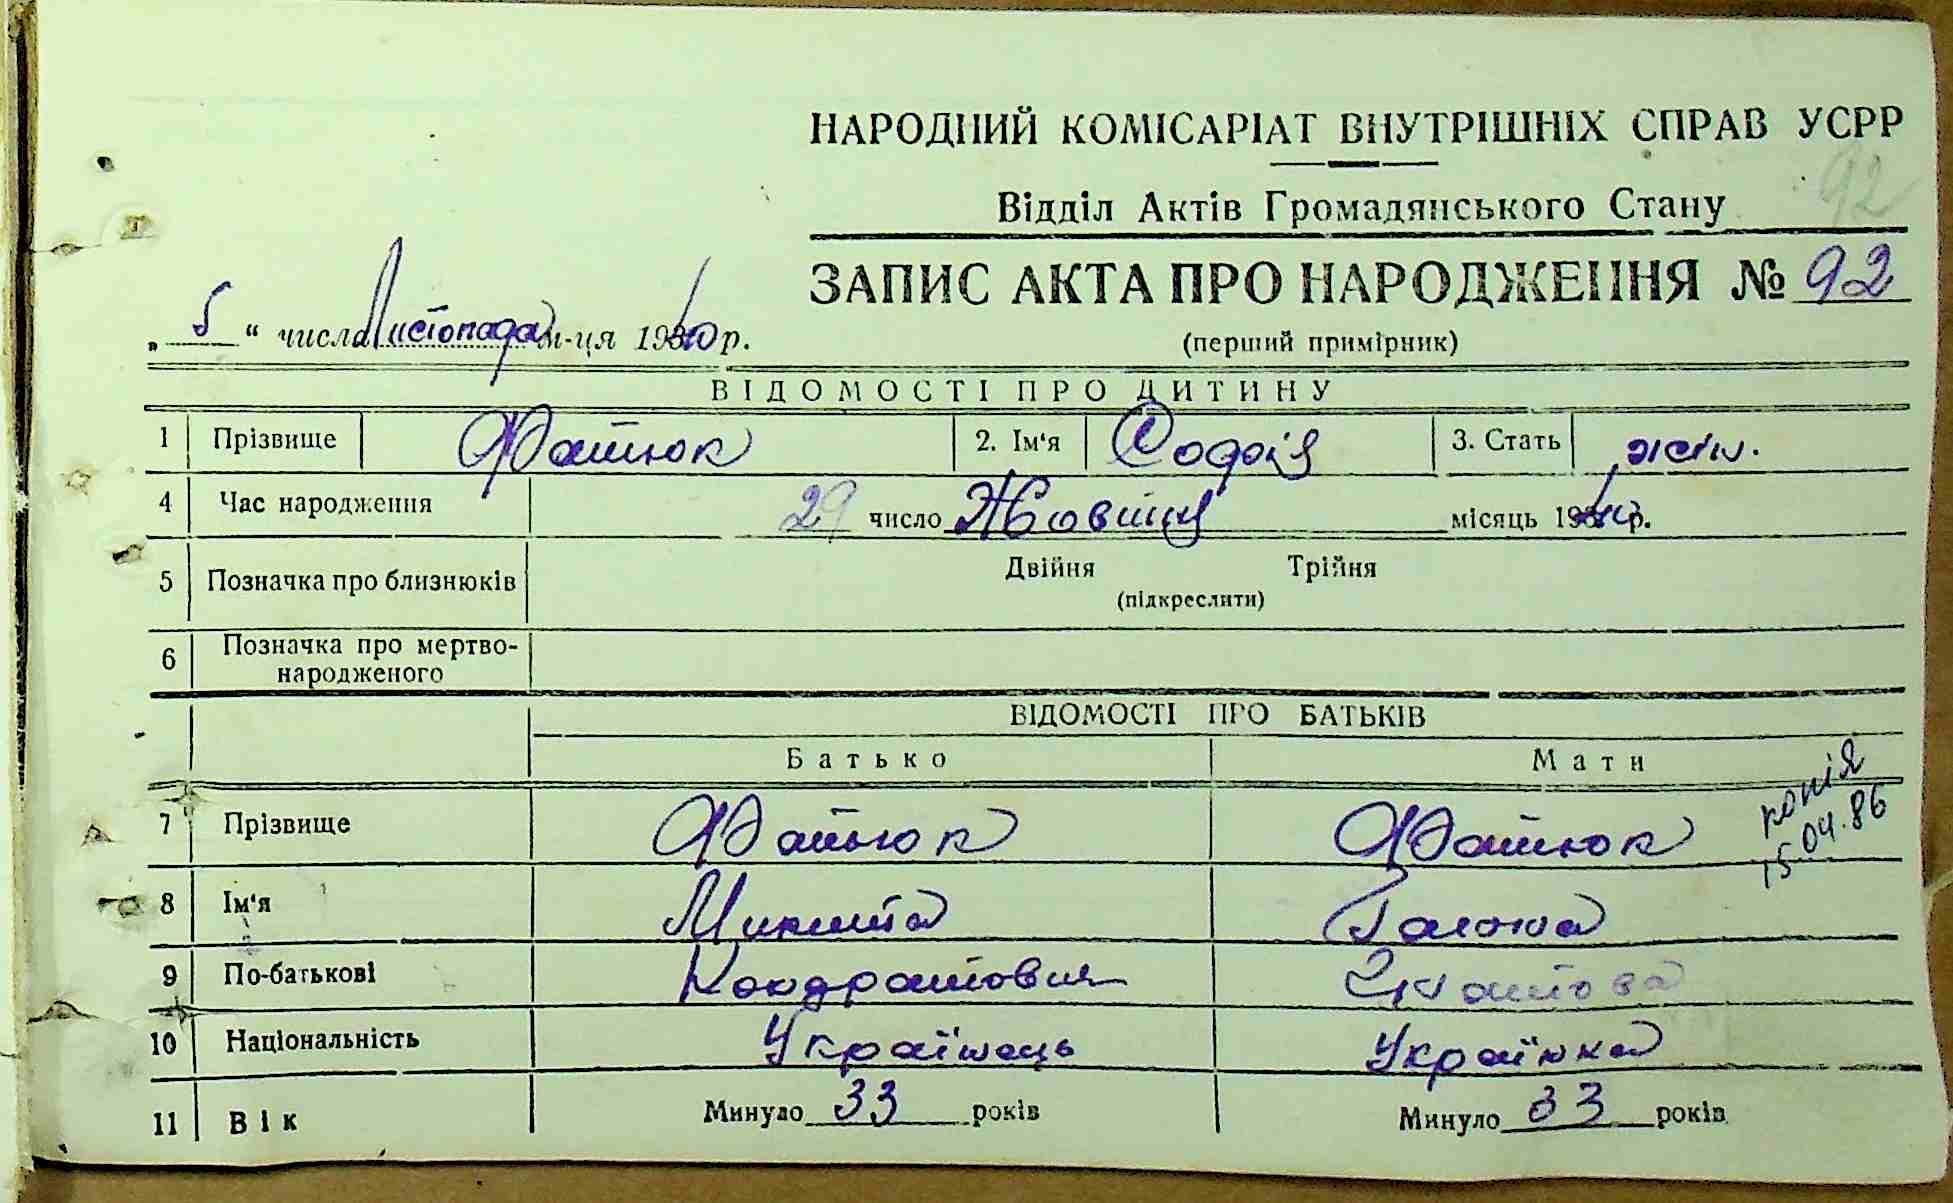 НАРОДНИЙ КОМІСАРІАТ ВНУТРІШНІХ СПРАВ УСРР
92
Відділ Актів Громадянського Стану
ЗАПИС АКТА ПРО НАРОДЖЕННЯ № 92
„ 5 “ числа Листопада м-ця 1940 р.
(перший примірник)
ВІДОМОСТІ ПРО ДИТИНУ
1 Прізвище Фатюк 2. Ім'я Софія 3. Стать жін.
4 Час народження 29 число Жовтня місяць 19 р.
5 Позначка про близнюків Двійня Трійня
(підкреслити)
6 Позначка про мертво-
народженого
ВІДОМОСТІ ПРО БАТЬКІВ
Батько Мати
копія
15.04.86
7 Прізвище Фатюк Фатюк
8 Ім'я Микита Галина
9 По-батькові Кондратович
10 Національність Українець Українка
11 Вік Минуло 33 років Минуло 33 років